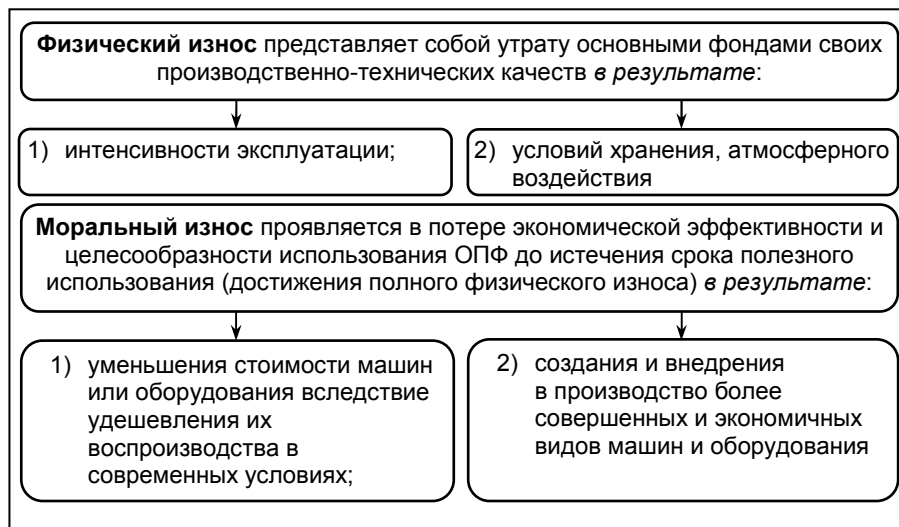 Физический износ представляет собой утрату основными фондами своих
производственно-технических качеств в результате:
1) интенсивности эксплуатации;
2) условий хранения, атмосферного
воздействия
Моральный износ проявляется в потере экономической эффективности и
целесообразности использования ОПФ до истечения срока полезного
использования (достижения полного физического износа) в результате:
1) уменьшения стоимости машин
или оборудования вследствие
удешевления их
воспроизводства в
современных условиях;
2) создания и внедрения
в производство более
совершенных и экономичных
видов машин и оборудования